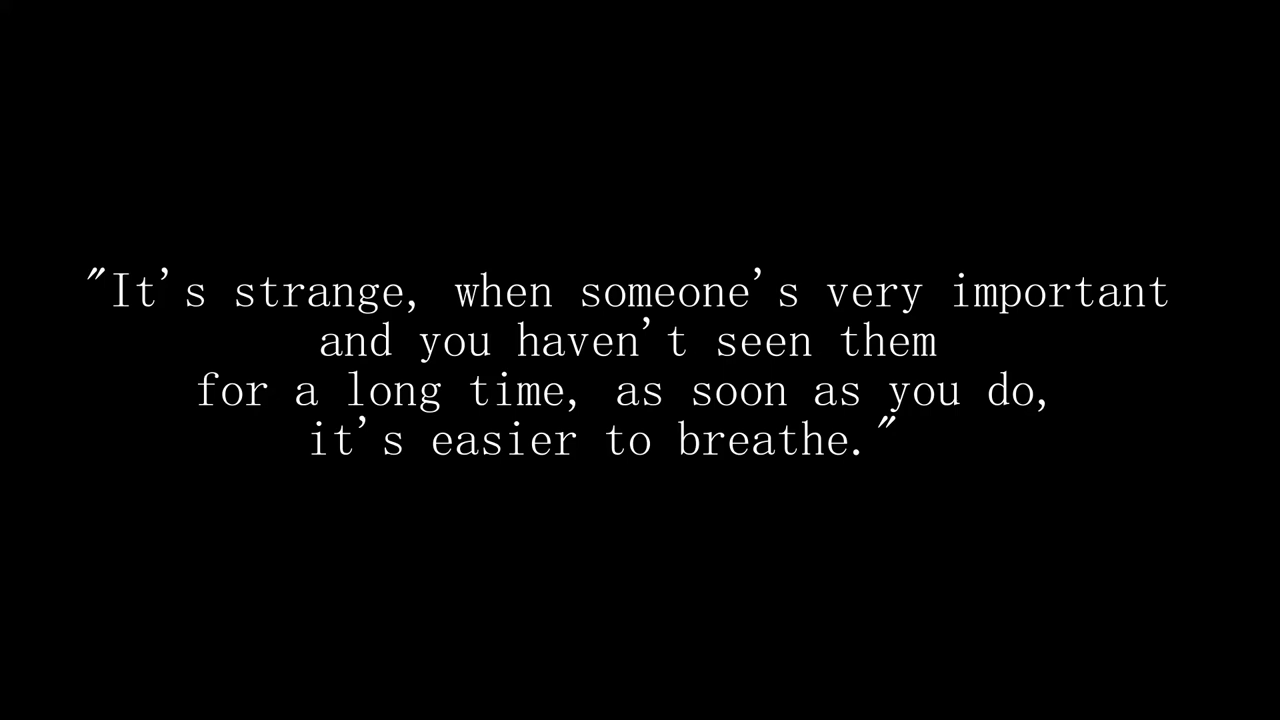 "It's strange, when someone's very important
and you haven't seen them
for a long time, as soon as you do,
it's easier to breathe."